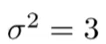 σ² = 3